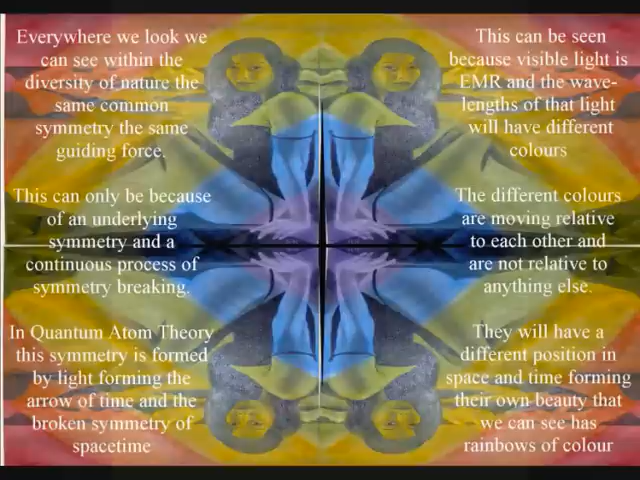 Everywhere we look we
can see within the
diversity of nature the
same common
symmetry the same
guiding force.
This can only be because
of an underlying
symmetry and a
continuous process of
symmetry breaking.
In Quantum Atom Theory
this symmetry is formed
by light forming the
arrow of time and the
broken symmetry of
spacetime
This can be seen
because visible light is
EMR and the wave-
lengths of that light
will have different
colours
The different colours
are moving relative
to each other and
are not relative to
anything else.
They will have a
different position in
space and time forming
their own beauty that
we can see has
rainbows of colour